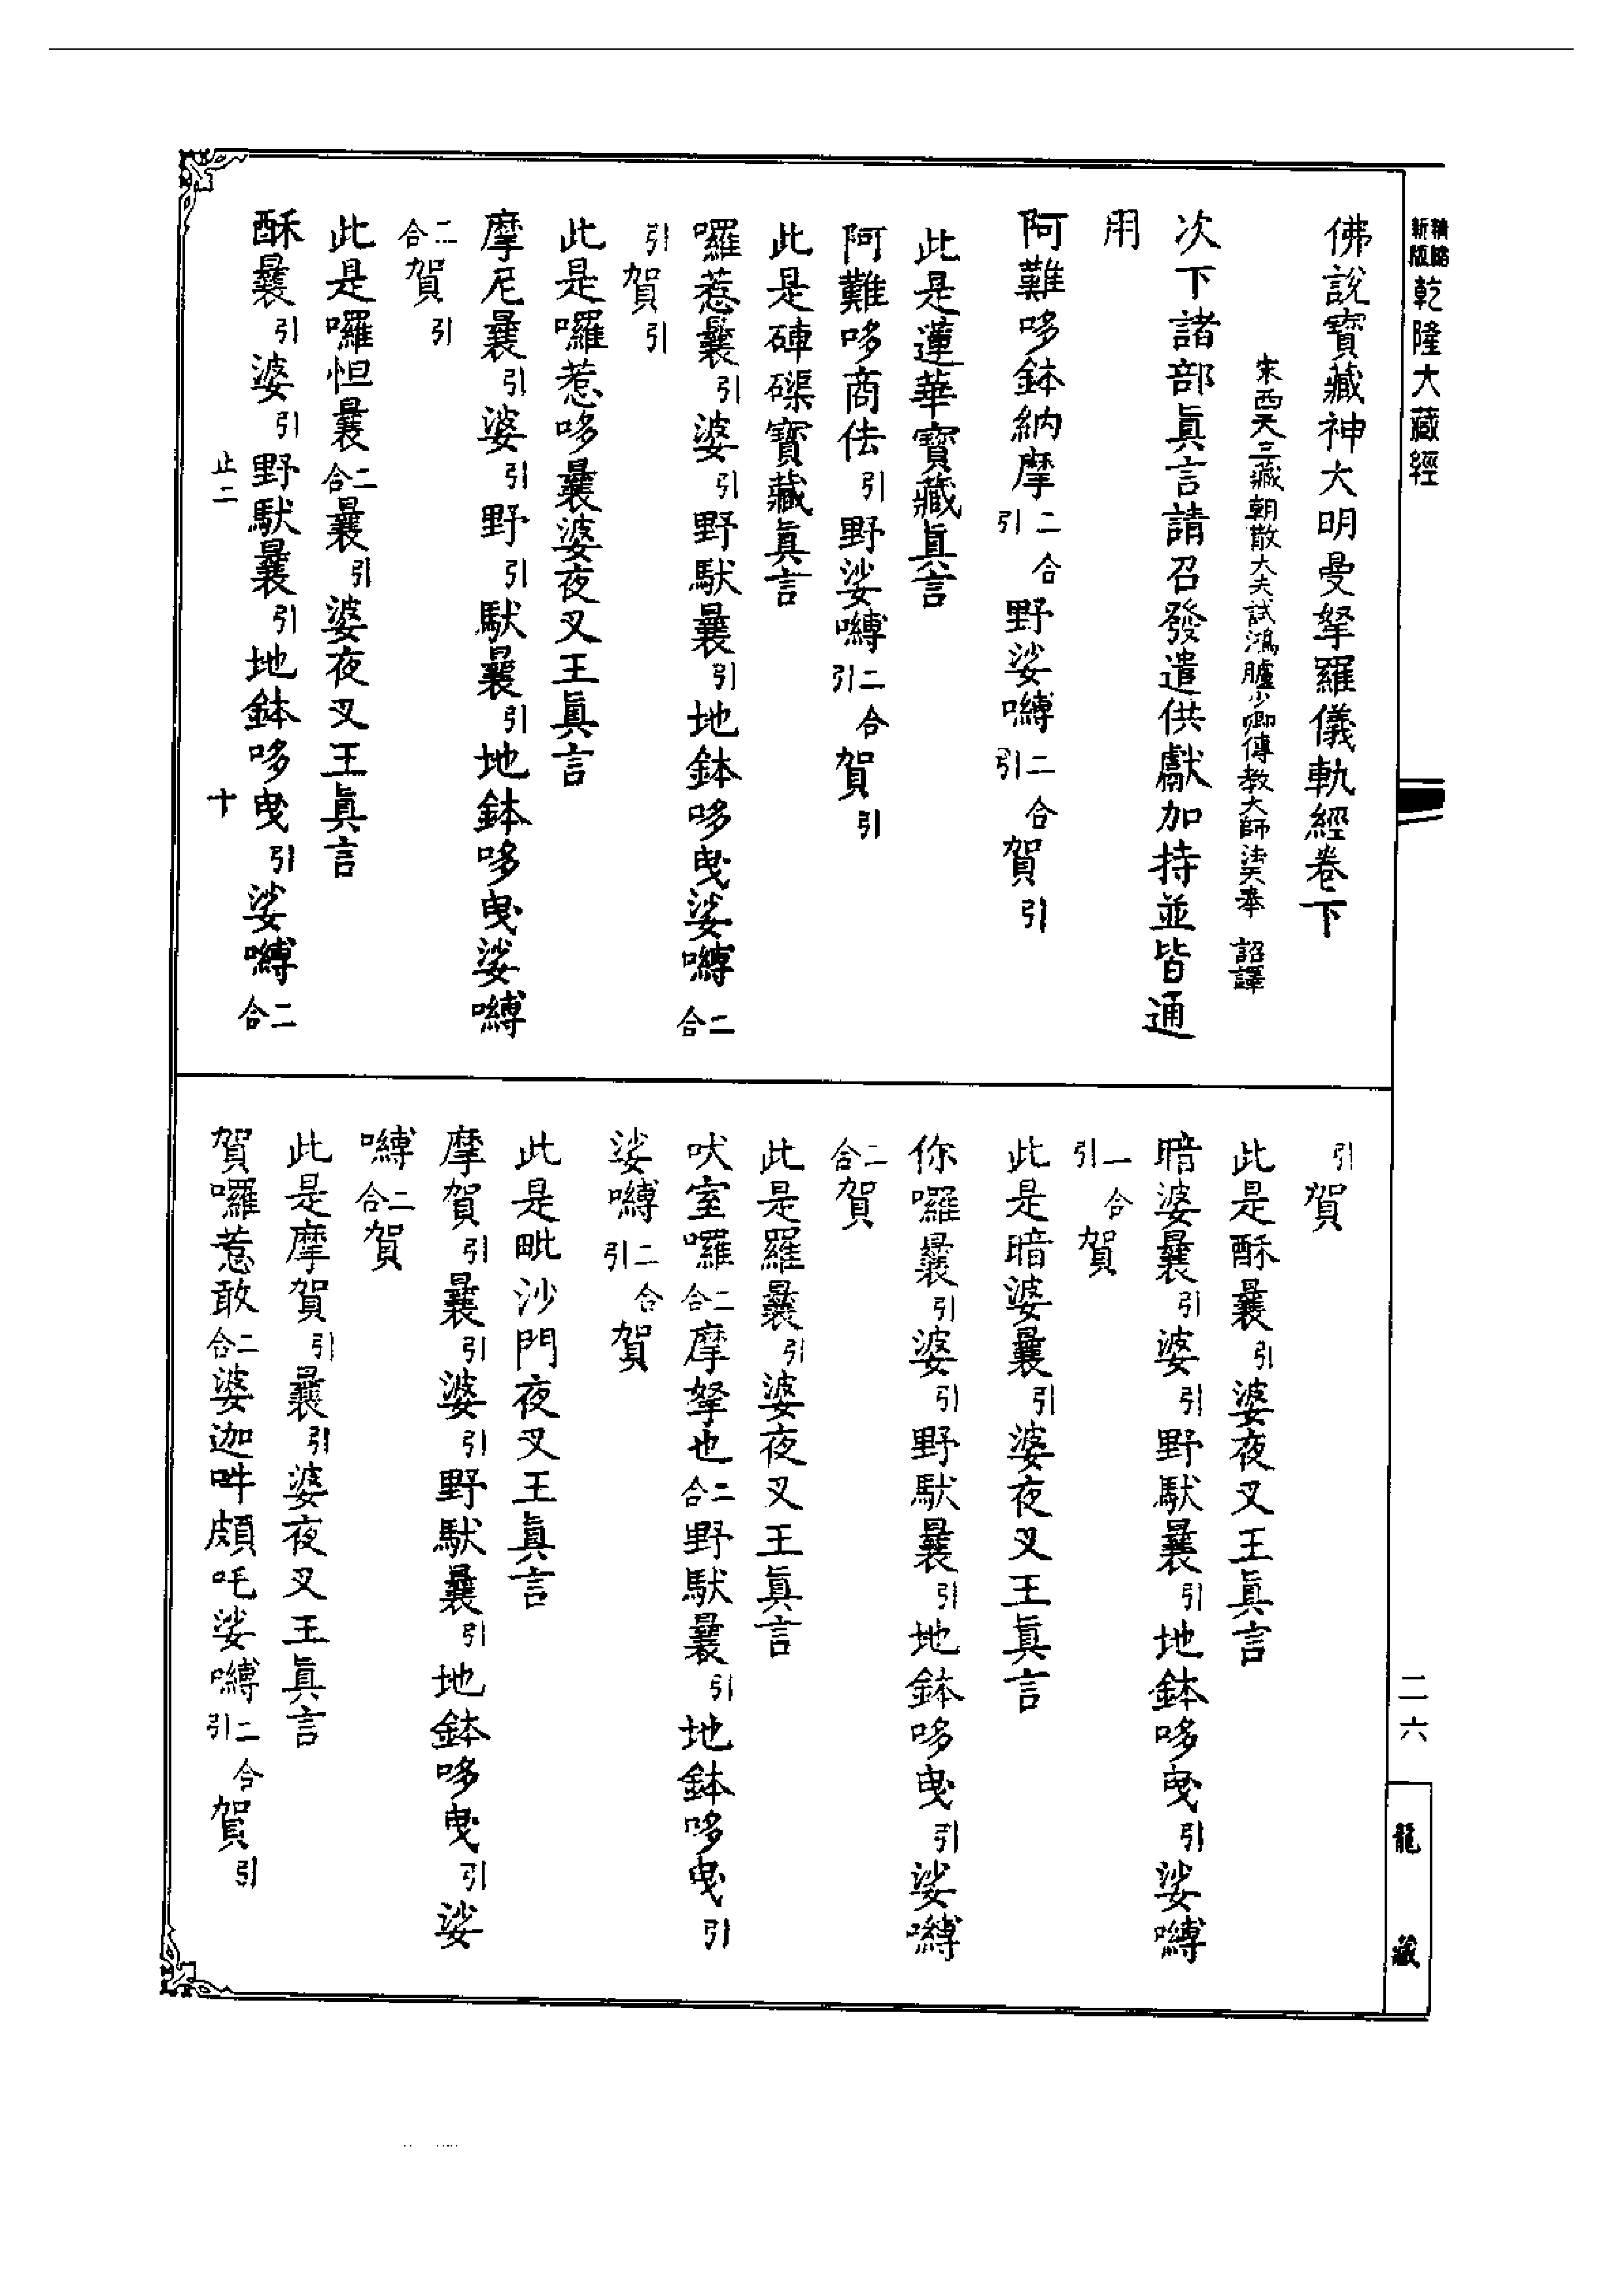 精縮新版乾隆大藏經
佛說寶藏神大明曼拏羅儀軌經卷下
宋西天三藏朝散大夫試鴻臚少卿傳教大師法天奉 詔譯
次下諸部眞言請召發遣供獻加持並皆通
用
阿難哆鉢納摩二合引野娑嚩二合引賀引
此是蓮華寶藏眞言
阿難哆商佉引野娑嚩二合引賀引
此是硨磲寶藏眞言
囉惹曩引婆引野馱曩引地鉢哆曳娑嚩二合
引賀引
此是囉惹哆曩婆夜叉王眞言
摩尼曩引婆引野引馱曩引地鉢哆曳娑嚩
二合賀引
此是囉怛曩二合曩引婆夜叉王眞言
酥曩引婆引野馱曩引地鉢哆曳引娑嚩二合
止二 十
引賀
此是酥曩引婆夜叉王眞言
暗婆曩引婆引野馱曩引地鉢哆曳引娑嚩
二合引賀
此是暗婆曩引婆夜叉王眞言
你囉曩引婆引野馱曩引地鉢哆曳引娑嚩
二合賀
此是羅曩引婆夜叉王眞言
吠室囉二合摩拏也二合野馱曩引地鉢哆曳引
娑嚩二合引賀
此是毗沙門夜叉王眞言
摩賀引曩引婆引野馱曩引地鉢哆曳引娑
嚩二合賀
此是摩賀引曩引婆夜叉王眞言
賀囉惹敢二合婆迦吽頗吒娑嚩二合引賀引
二六
龍藏